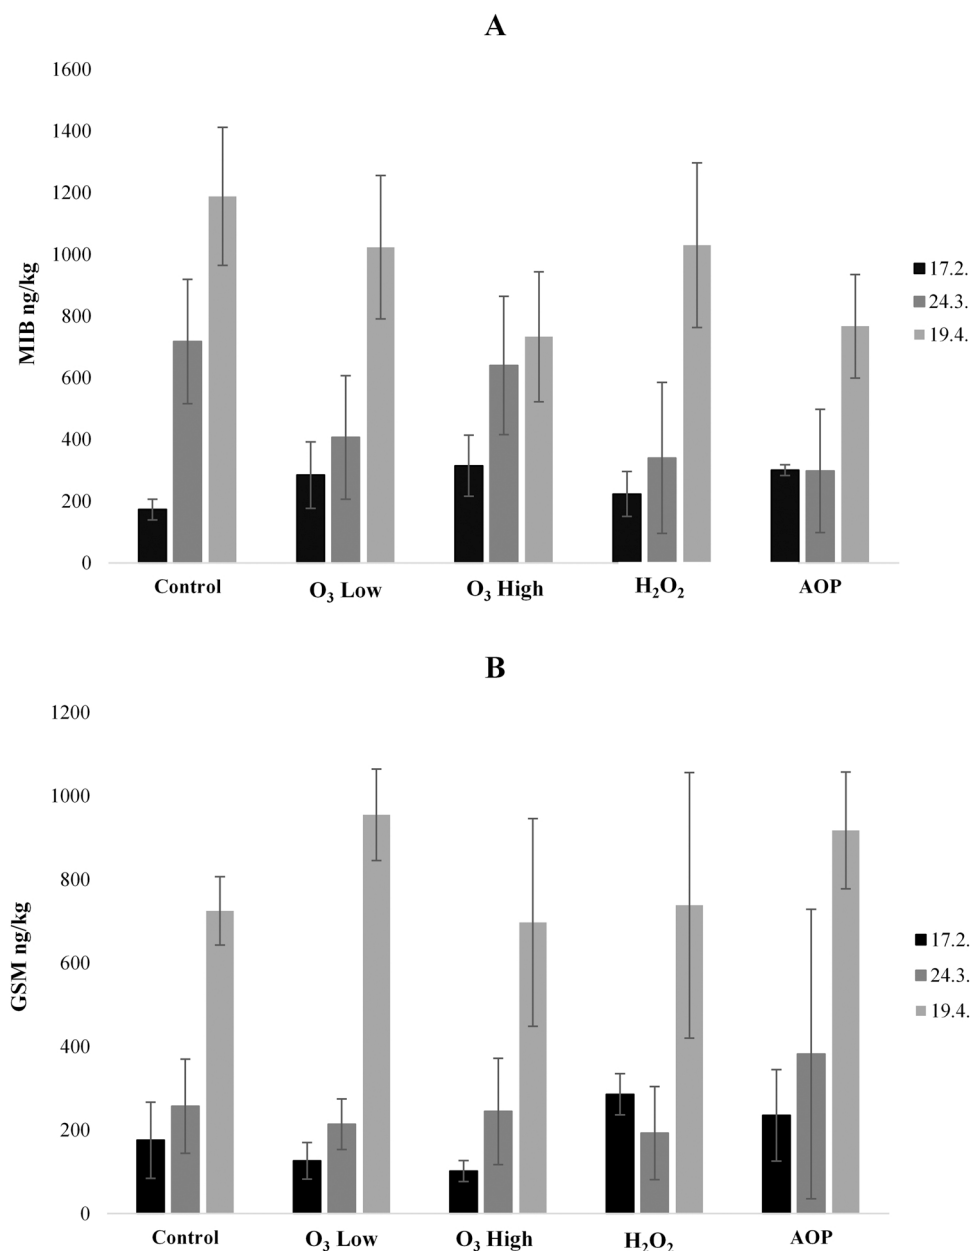 A
1600
1400
1200
1000
800
600
400
200
0
MIB ng/kg
Control
O₃ Low
O₃ High
H₂O₂
AOP
17.2.
24.3.
19.4.
B
1200
1000
800
600
400
200
0
GSM ng/kg
Control
O₃ Low
O₃ High
H₂O₂
AOP
17.2.
24.3.
19.4.